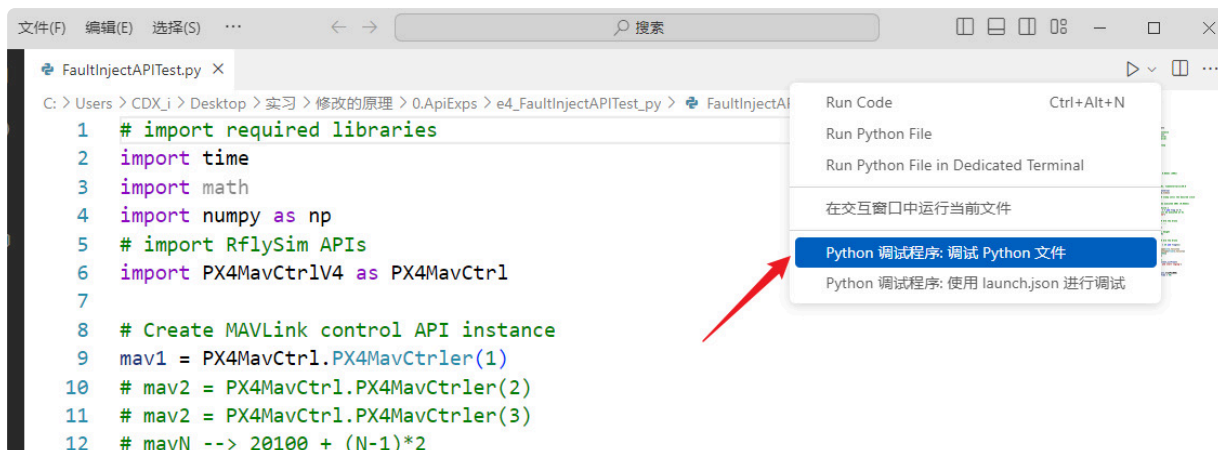 文件(F) 编辑(E) 选择(S) ··· 搜索
FaultInjectAPITest.py
C: > Users > CDX_i > Desktop > 实习 > 修改的原理 > 0.ApiExps > e4_FaultInjectAPITest_py > FaultInjectAF
Run Code Ctrl+Alt+N
Run Python File
Run Python File in Dedicated Terminal
在交互窗口中运行当前文件
Python 调试程序: 调试 Python 文件
Python 调试程序: 使用 launch.json 进行调试
1 # import required libraries
2 import time
3 import math
4 import numpy as np
5 # import RflySim APIs
6 import PX4MavCtrlV4 as PX4MavCtrl
7
8 # Create MAVLink control API instance
9 mav1 = PX4MavCtrl.PX4MavCtrler(1)
10 # mav2 = PX4MavCtrl.PX4MavCtrler(2)
11 # mav2 = PX4MavCtrl.PX4MavCtrler(3)
12 # mavN --> 20100 + (N-1)*2